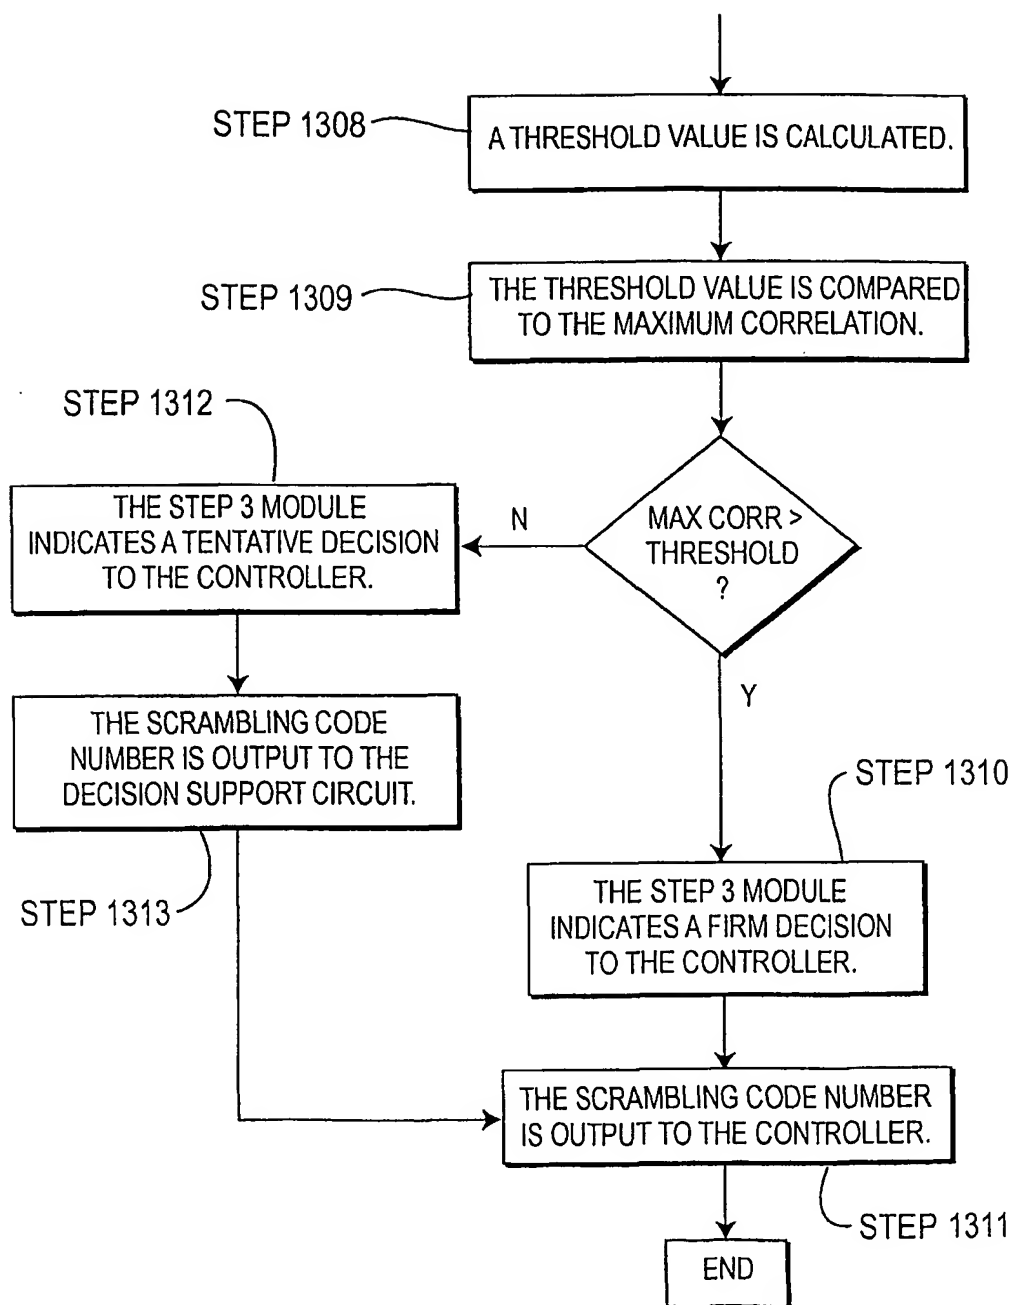 STEP 1308
A THRESHOLD VALUE IS CALCULATED.
STEP 1309
THE THRESHOLD VALUE IS COMPARED
TO THE MAXIMUM CORRELATION.
STEP 1312
THE STEP 3 MODULE
INDICATES A TENTATIVE DECISION
TO THE CONTROLLER.
N
MAX CORR >
THRESHOLD
?
Y
THE SCRAMBLING CODE
NUMBER IS OUTPUT TO THE
DECISION SUPPORT CIRCUIT.
STEP 1313
STEP 1310
THE STEP 3 MODULE
INDICATES A FIRM DECISION
TO THE CONTROLLER.
THE SCRAMBLING CODE NUMBER
IS OUTPUT TO THE CONTROLLER.
STEP 1311
END